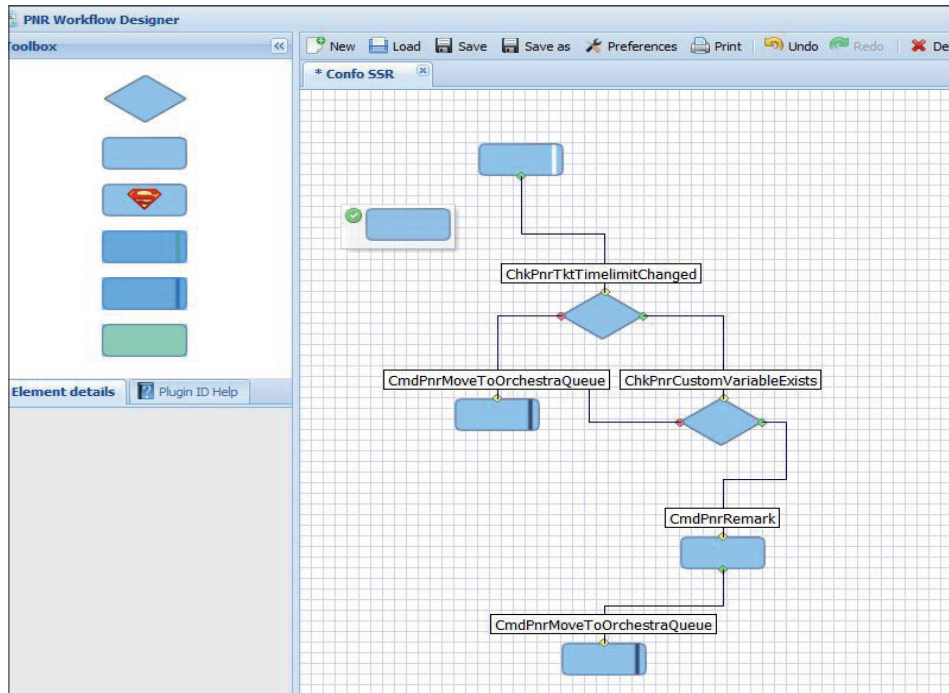 PNR Workflow Designer
Toolbox
New Load Save Save as Preferences Print Undo Redo De
* Confo SSR
ChkPnrTktTimelimitChanged
CmdPnrMoveToOrchestraQueue ChkPnrCustomVariableExists
Element details Plugin ID Help
CmdPnrRemark
CmdPnrMoveToOrchestraQueue